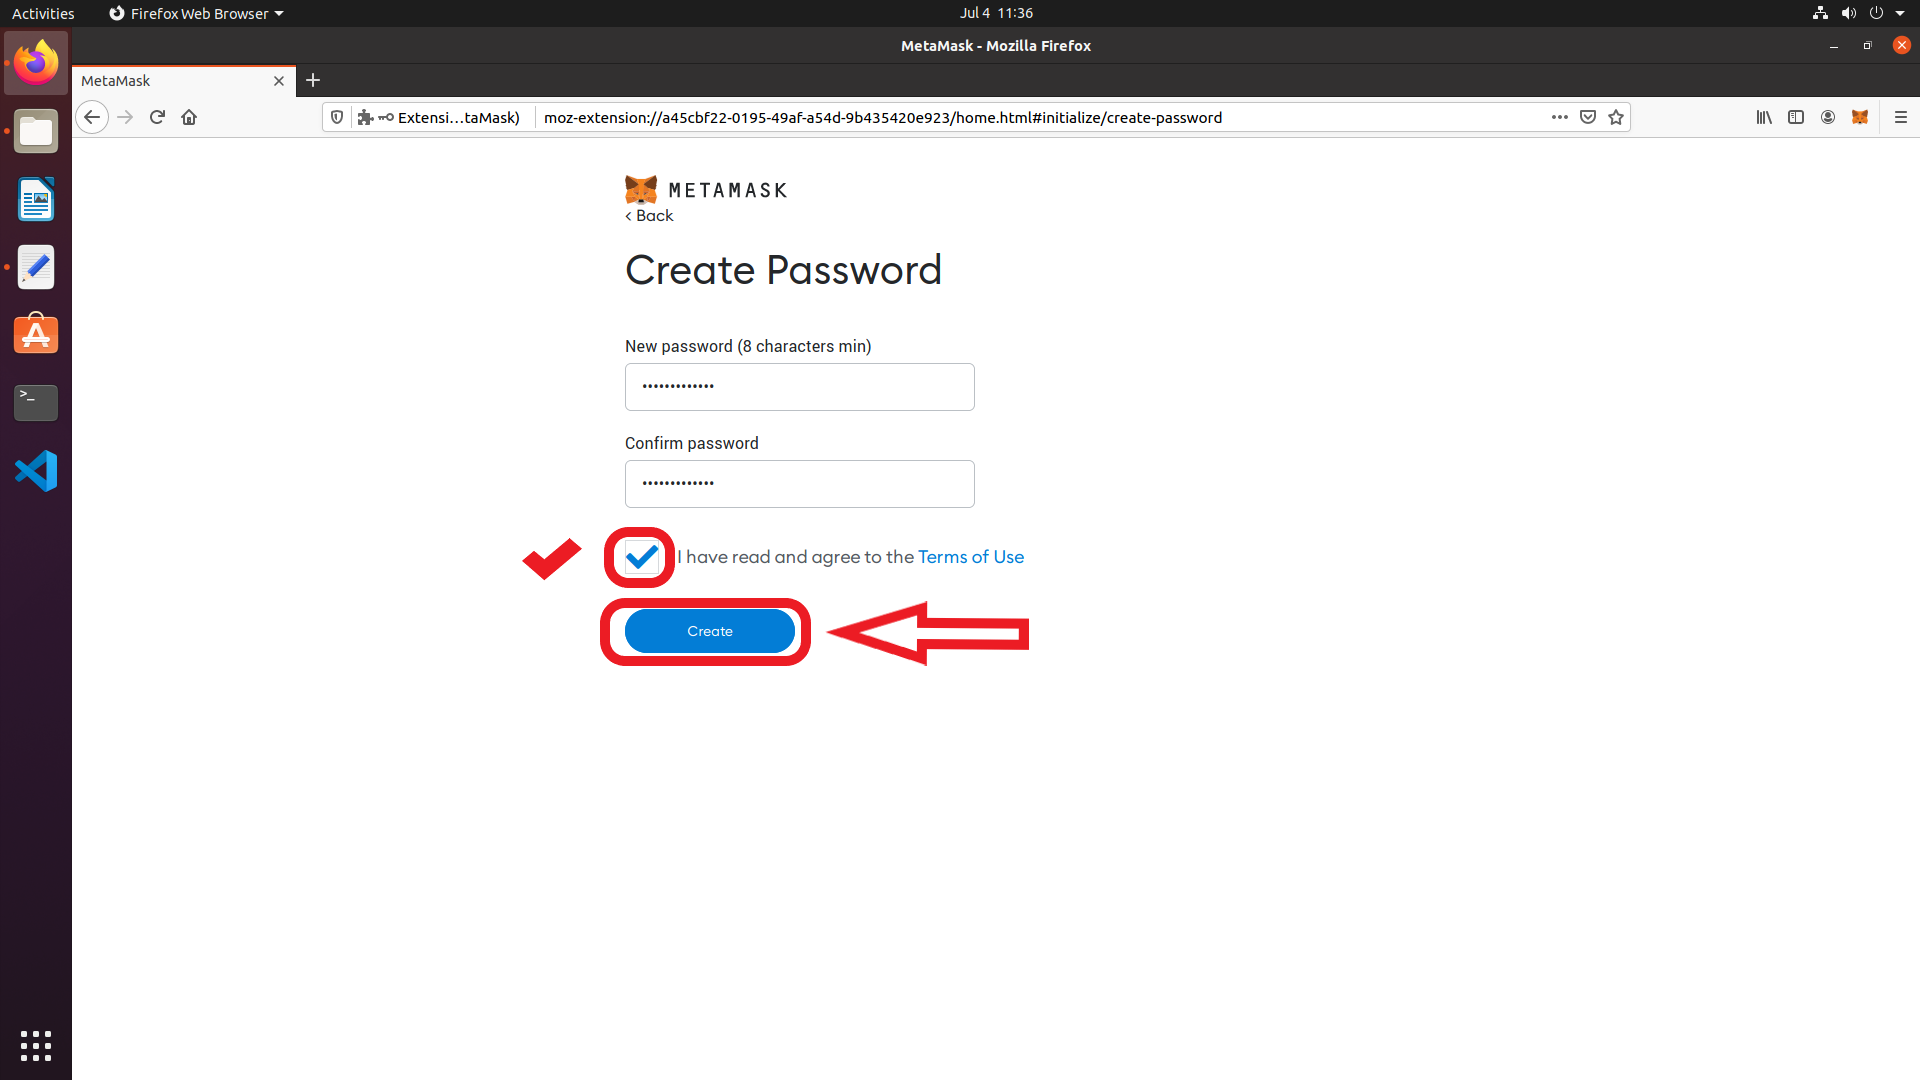 Activities
Firefox Web Browser
Jul 4 11:36
MetaMask - Mozilla Firefox
MetaMask
Extensi...taMask)
moz-extension://a45cbf22-0195-49af-a54d-9b435420e923/home.html#initialize/create-password
METAMASK
< Back
Create Password
New password (8 characters min)
•••••••••••••
Confirm password
•••••••••••••
I have read and agree to the Terms of Use
Create